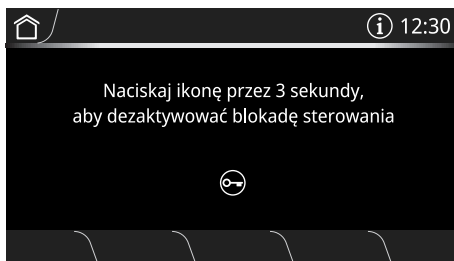 12:30
Naciskaj ikonę przez 3 sekundy,
aby dezaktywować blokadę sterowania